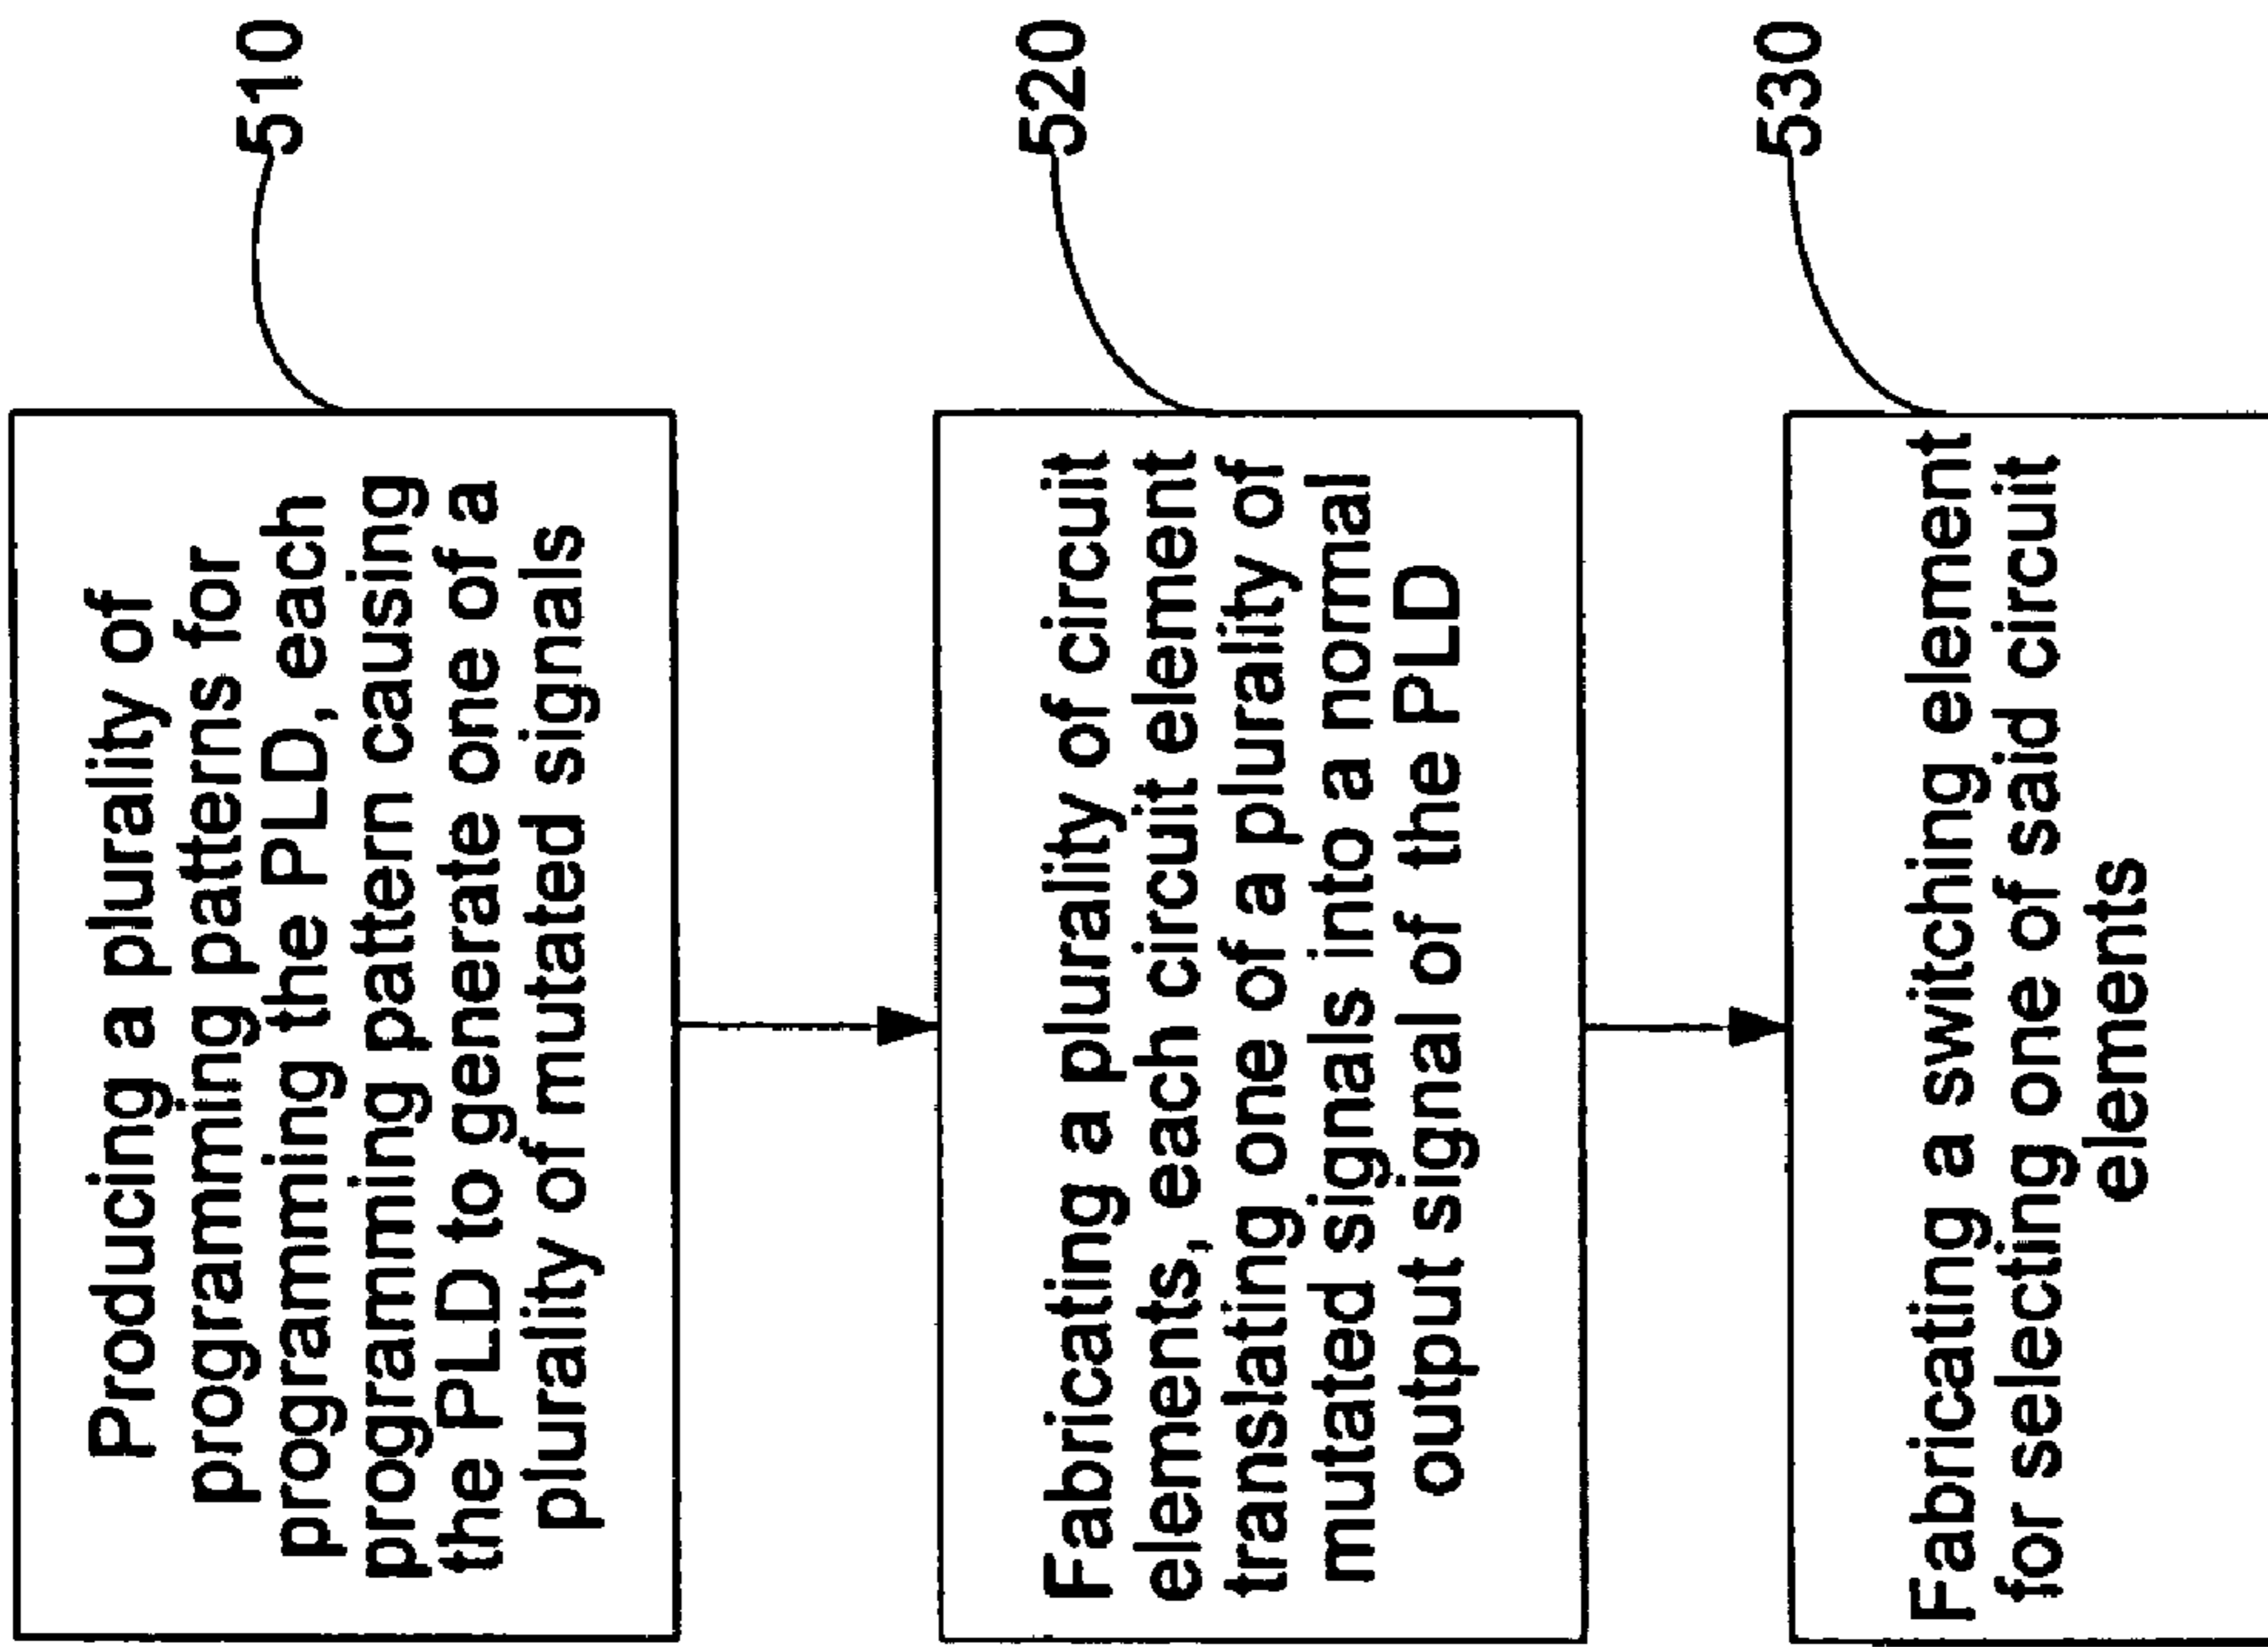 Producing a plurality of
programming patterns for
programming the PLD, each
programming pattern causing
the PLD to generate one of a
plurality of mutated signals
510
Fabricating a plurality of circuit
elements, each circuit element
translating one of a plurality of
mutated signals into a normal
output signal of the PLD
520
Fabricating a switching element
for selecting one of said circuit
elements
530